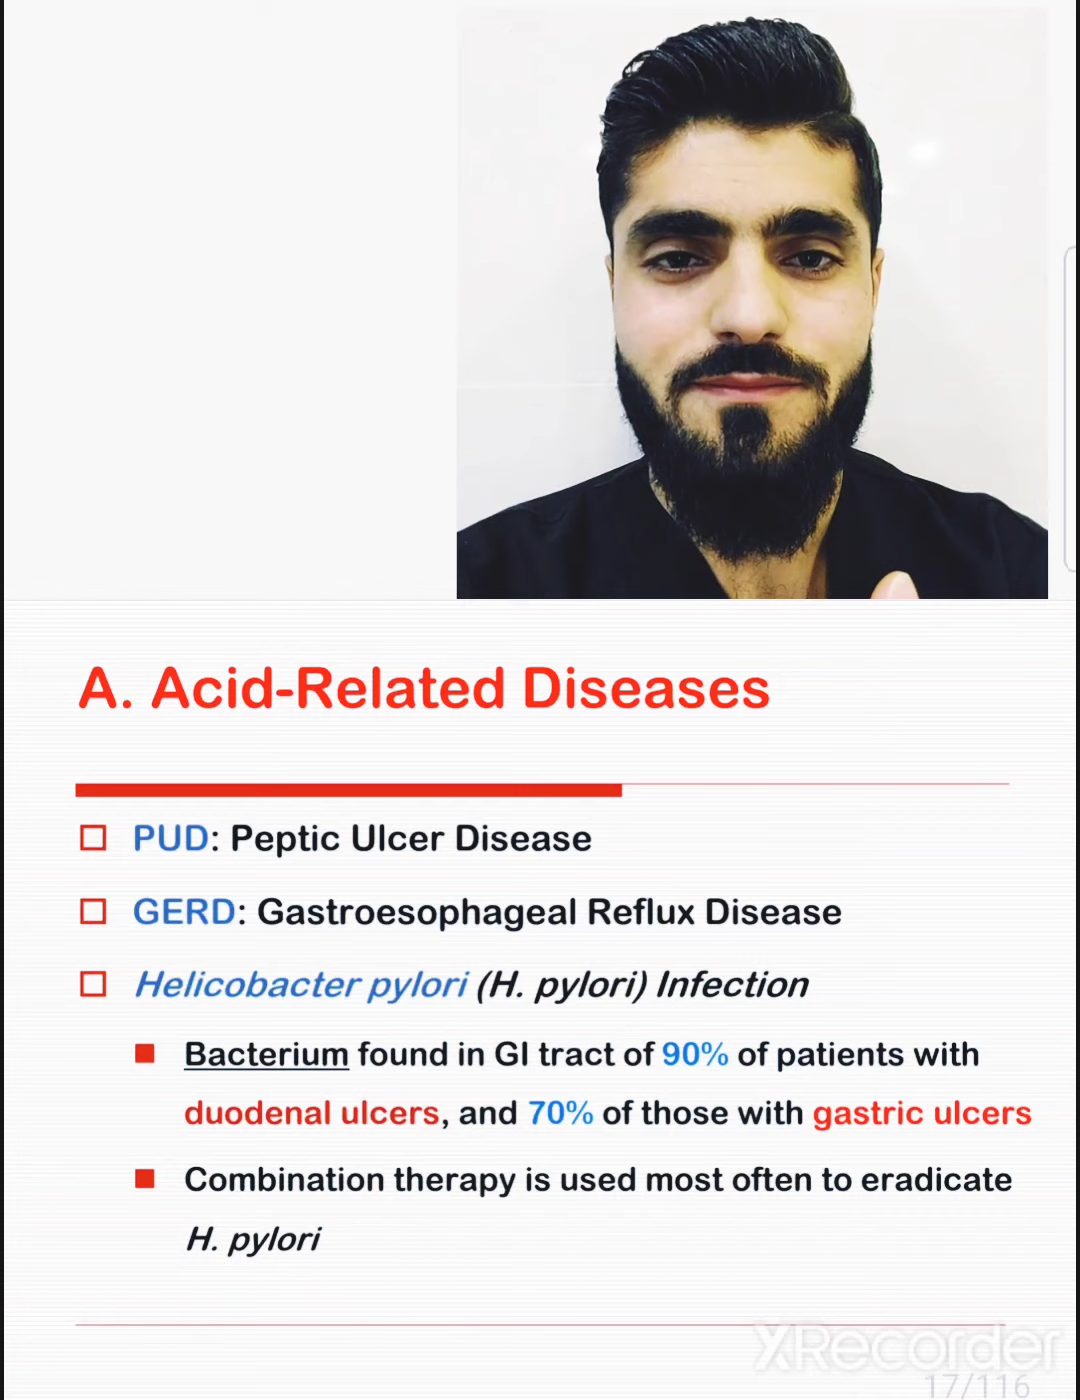 A. Acid-Related Diseases
PUD: Peptic Ulcer Disease
GERD: Gastroesophageal Reflux Disease
Helicobacter pylori (H. pylori) Infection
Bacterium found in GI tract of 90% of patients with
duodenal ulcers, and 70% of those with gastric ulcers
Combination therapy is used most often to eradicate
H. pylori
XRecorder
17/116